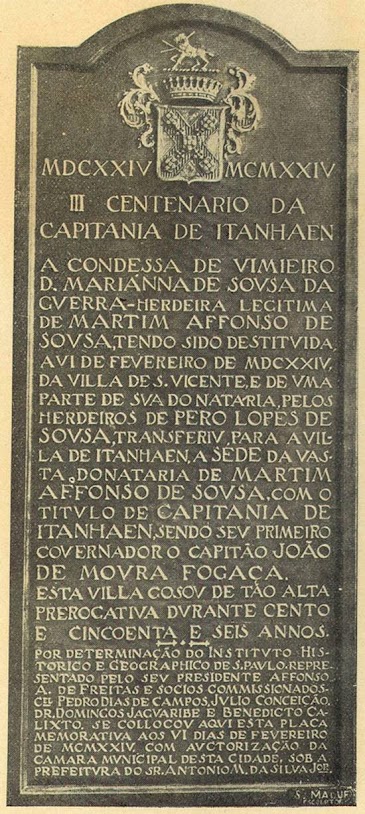 MDCXXIV MCMXXIV
III CENTENARIO DA
CAPITANIA DE ITANHAEN
A CONDESSA DE VIMIEIRO
D. MARIANNA DE SOUSA DA
GUERRA-HERDEIRA LEGITIMA
DE MARTIM AFFONSO DE
SOUSA, TENDO SIDO DESTITUIDA,
A VI DE FEVEREIRO DE MDCXXIV,
DA VILLA DE S. VICENTE, E DE VMA
PARTE DE SVA DONATARIA, PELOS
HERDEIROS DE PERO LOPES DE
SOUSA, TRANSFERIV, PARA A VIL-
LA DE ITANHAEN, A SEDE DA VAS-
TA DONATARIA DE MARTIM
AFFONSO DE SOUSA, COM O
TITVLO DE CAPITANIA DE
ITANHAEN, SENDO SEV PRIMEIRO
GOVERNADOR O CAPITÃO JOÃO
DE MOVRA FOGAÇA.
ESTA VILLA GOSOV DE TÃO ALTA
PREROGATIVA DVRANTE CENTO
E CINCOENTA E SEIS ANNOS.
POR DETERMINAÇÃO DO INSTITVTO HIS-
TORICO E GEOGRAPHICO DE S. PAVLO, REPRE-
SENTADO PELO SEV PRESIDENTE AFFONSO
A. DE FREITAS E SOCIOS COMMISSIONADOS-
CEL PEDRO DIAS DE CAMPOS, JVLIO CONCEIÇÃO,
DR. DOMINGOS JAGVARIBE E BENEDICTO CA-
LIXTO, SE COLLOCOV AQVI ESTA PLACA
MEMORATIVA AOS VI DIAS DE FEVEREIRO
DE MCMXXIV, COM AVCTORIZAÇÃO DA
CAMARA MVNICIPAL DESTA CIDADE, SOB A
PREFEITVRA DO SR. ANTONIO M. DA SILVA JOR.